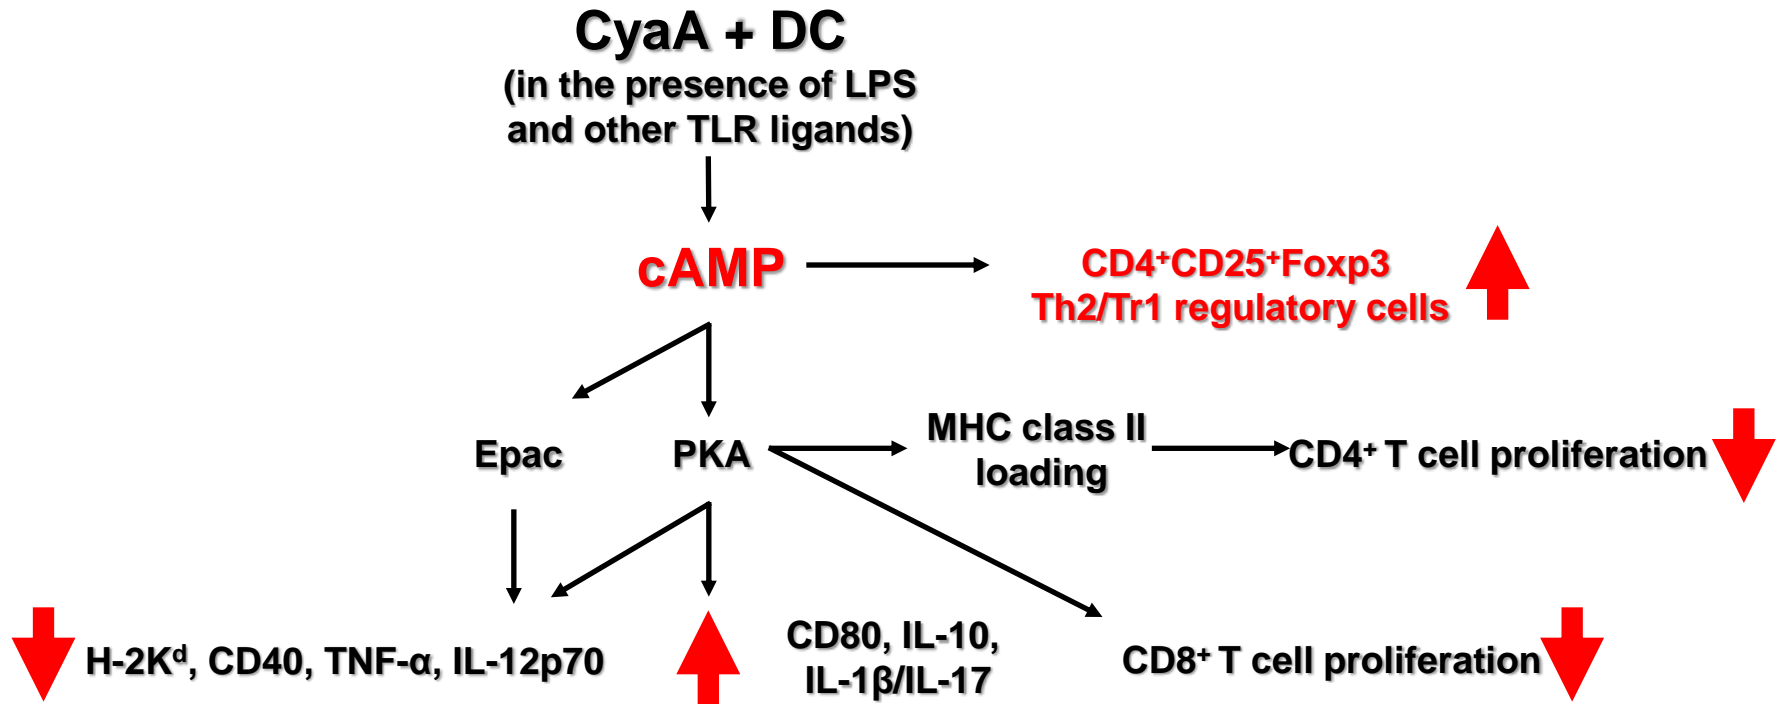 CyaA + DC
(in the presence of LPS
and other TLR ligands)
cAMP
CD4⁺CD25⁺Foxp3
Th2/Tr1 regulatory cells
Epac
PKA
MHC class II
loading
CD4⁺ T cell proliferation
H-2Kᵈ, CD40, TNF-α, IL-12p70
CD80, IL-10,
IL-1β/IL-17
CD8⁺ T cell proliferation